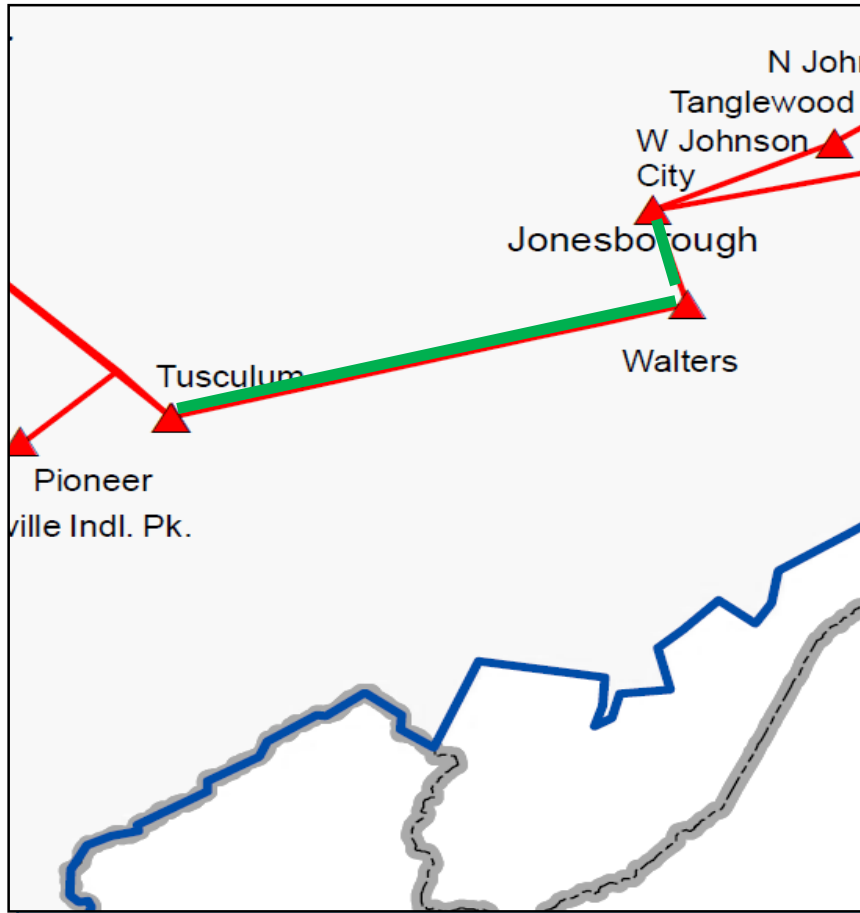 N John
Tanglewood
W Johnson
City
Jonesborough
Tusculum
Walters
Pioneer
ville Indl. Pk.